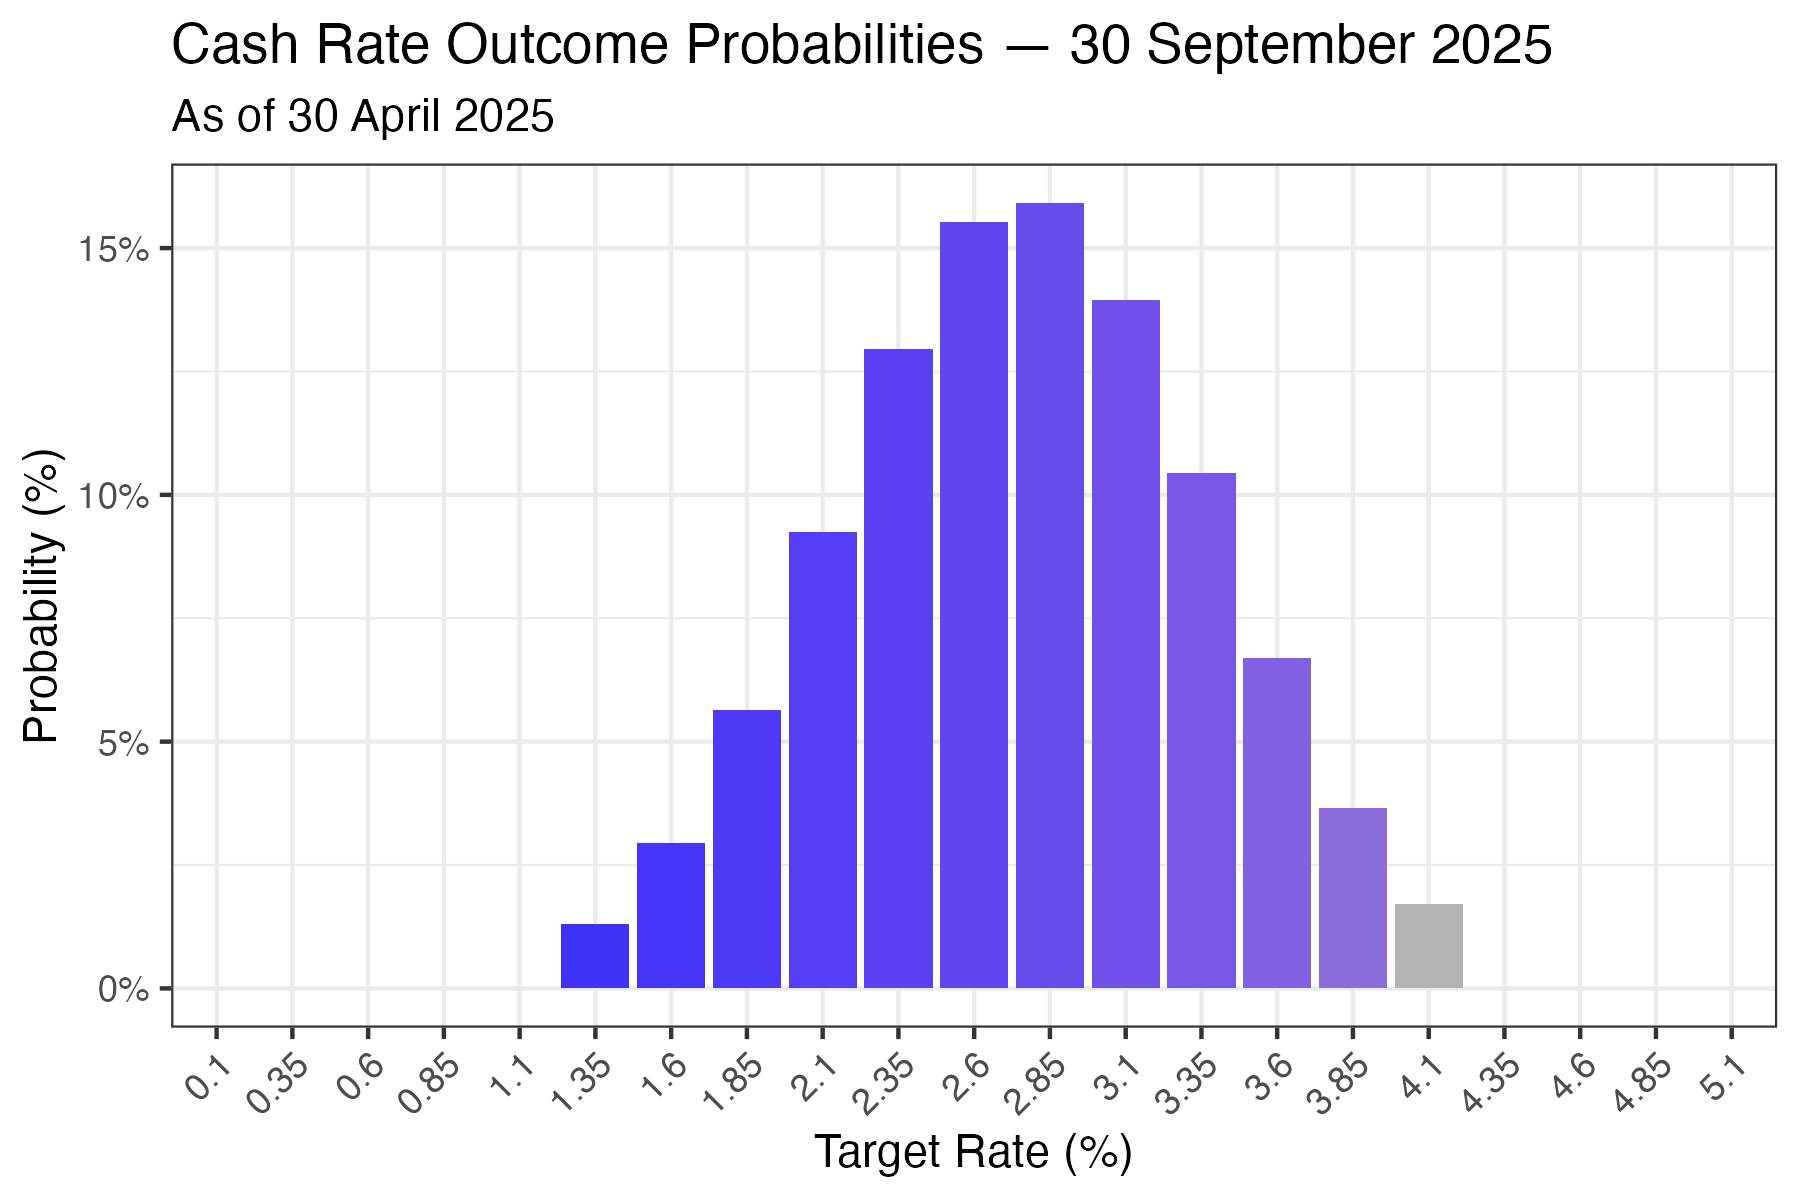 Cash Rate Outcome Probabilities — 30 September 2025
As of 30 April 2025
Probability (%)
15%
10%
5%
0%
0.1 0.35 0.6 0.85 1.1 1.35 1.6 1.85 2.1 2.35 2.6 2.85 3.1 3.35 3.6 3.85 4.1 4.35 4.6 4.85 5.1
Target Rate (%)